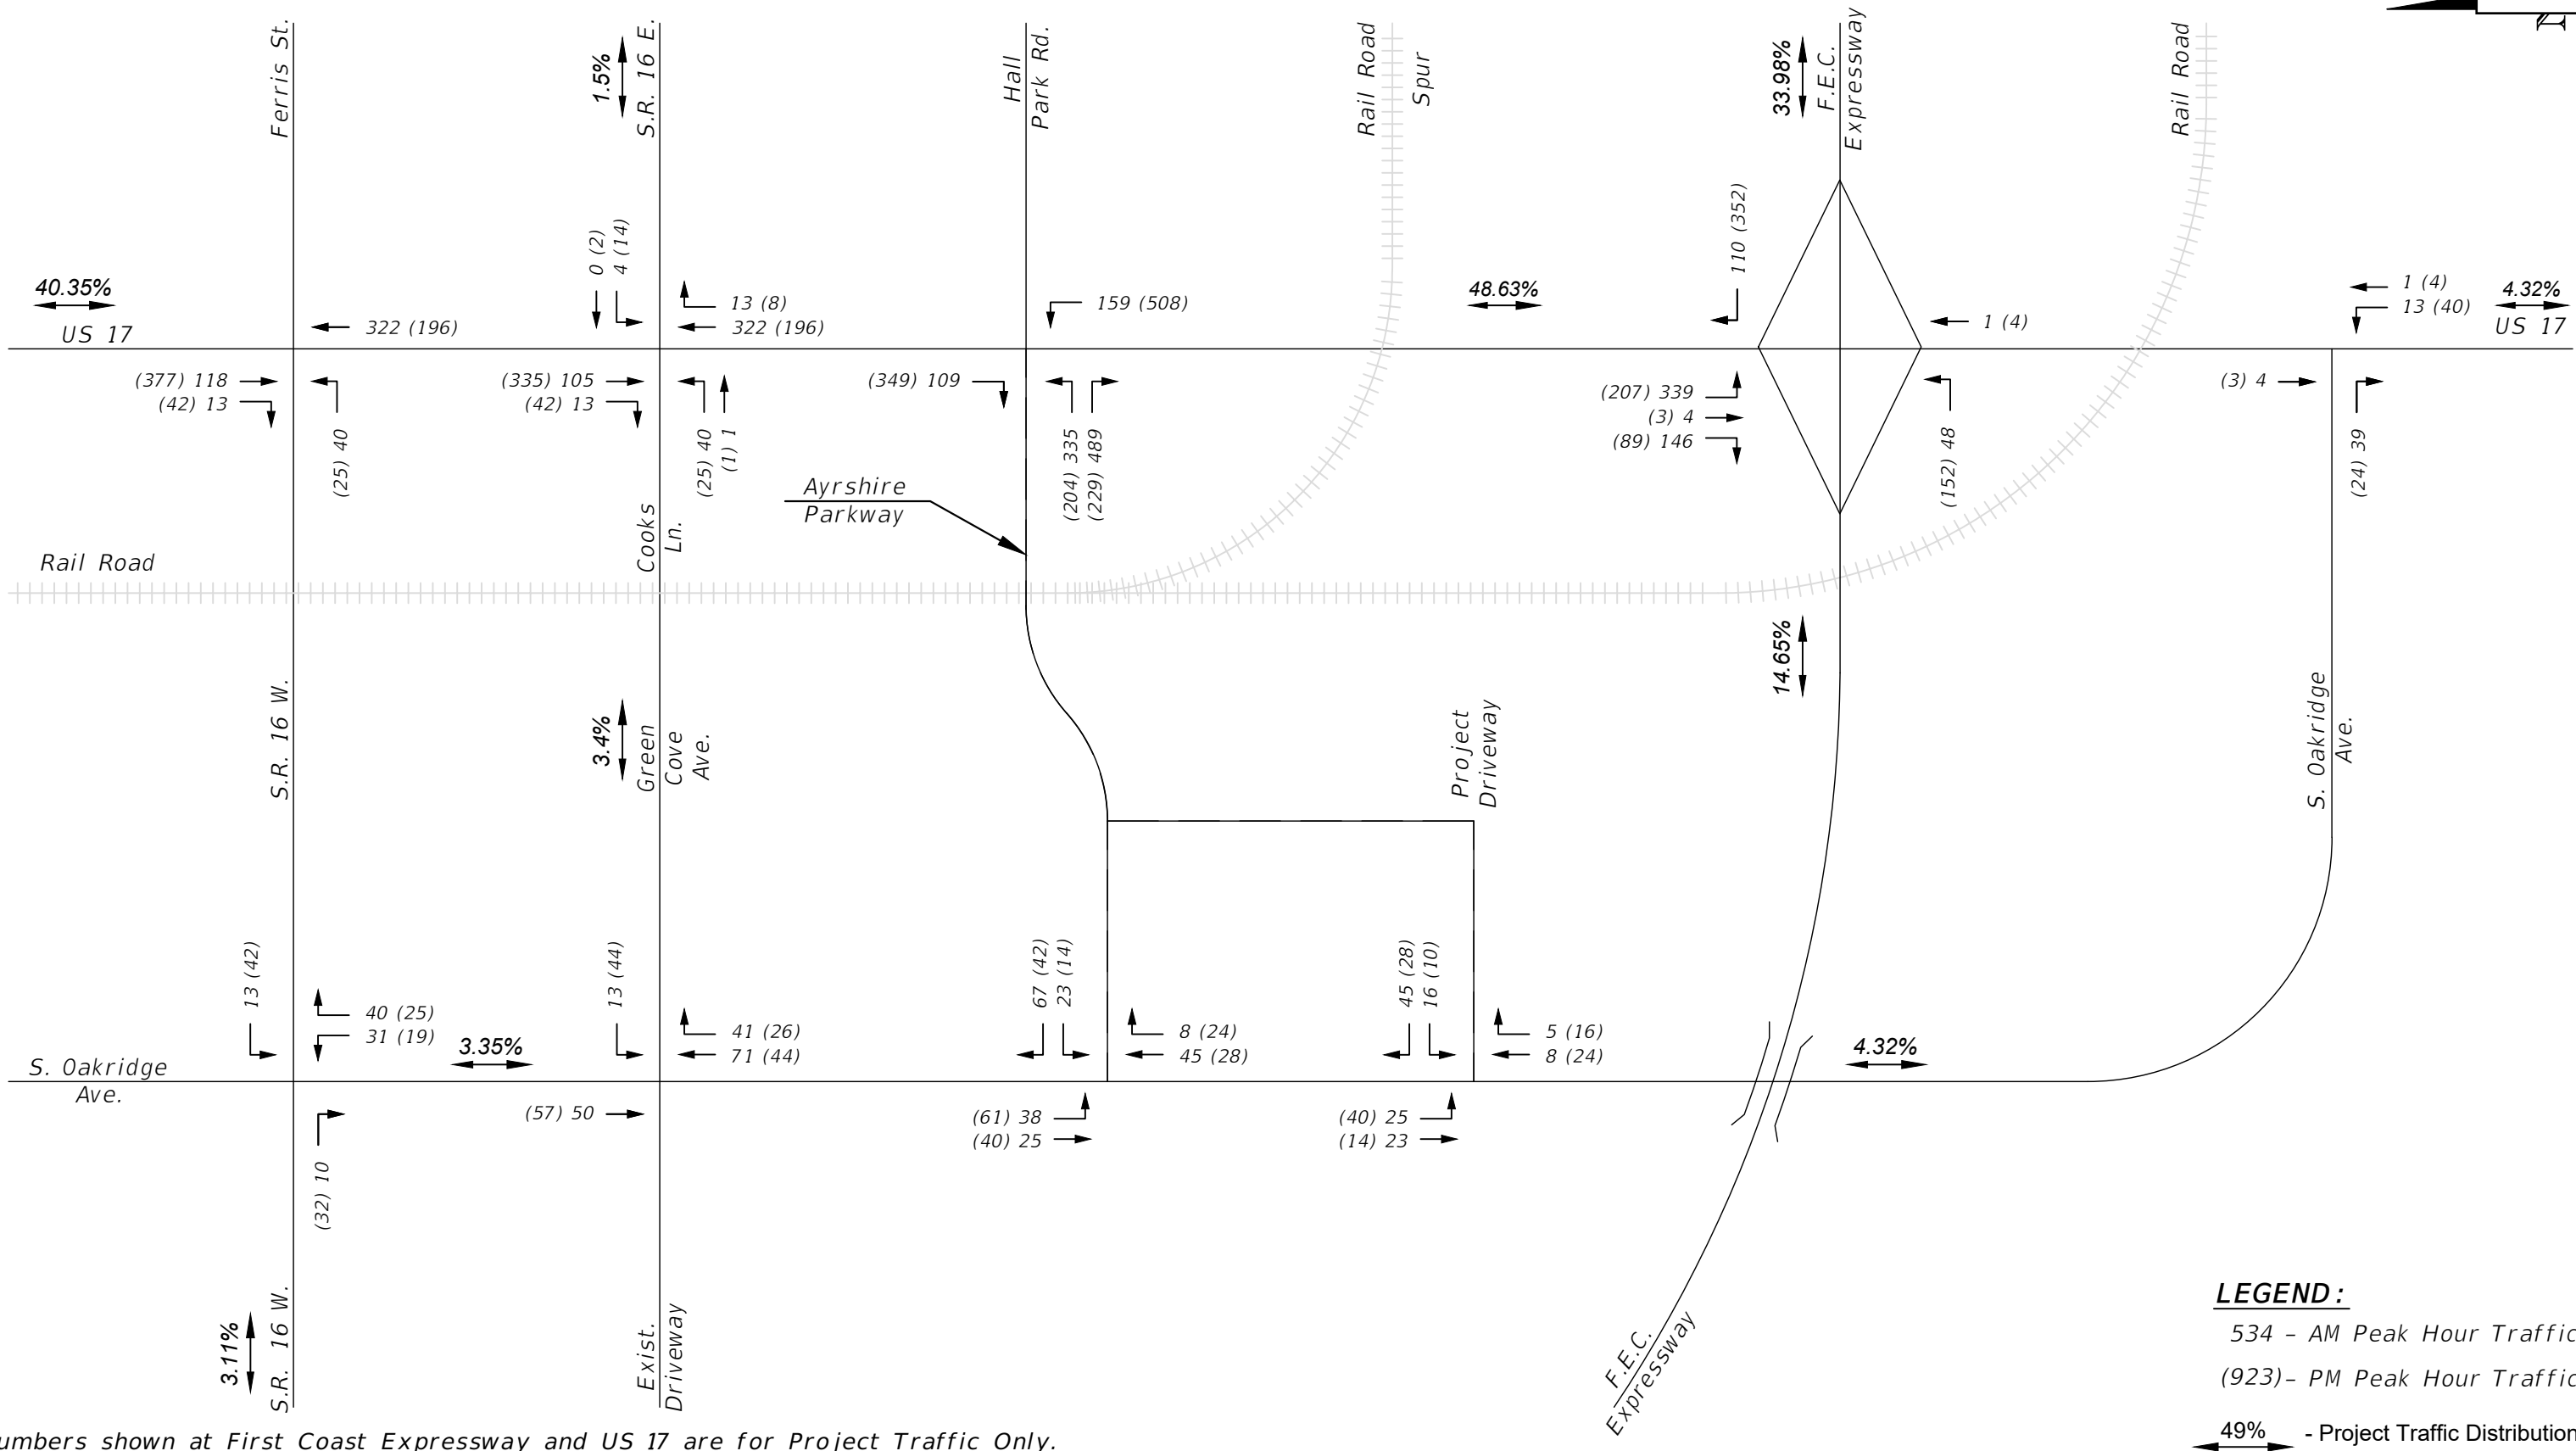 Ferris St.
1.5%
S.R. 16 E.
Hall
Park Rd.
Rail Road
Spur
33.98%
F.E.C.
Expressway
Rail Road
0 (2)
4 (14)
110 (352)
40.35%
US 17
322 (196)
13 (8)
322 (196)
159 (508)
48.63%
1 (4)
1 (4)
13 (40)
4.32%
US 17
(377) 118
(42) 13
(25) 40
(335) 105
(42) 13
(25) 40
(1) 1
(349) 109
(204) 335
(229) 489
(207) 339
(3) 4
(89) 146
(152) 48
(3) 4
(24) 39
Ayrshire
Parkway
Cooks
Ln.
Rail Road
S.R. 16 W.
3.4%
Green
Cove
Ave.
Project
Driveway
14.65%
S. Oakridge
Ave.
13 (42)
40 (25)
31 (19)
3.35%
13 (44)
41 (26)
71 (44)
67 (42)
23 (14)
8 (24)
45 (28)
45 (28)
16 (10)
5 (16)
8 (24)
4.32%
S. Oakridge
Ave.
(32) 10
(57) 50
(61) 38
(40) 25
(40) 25
(14) 23
3.11%
S.R. 16 W.
Exist.
Driveway
F.E.C.
Expressway
LEGEND:
534 – AM Peak Hour Traffic
(923)– PM Peak Hour Traffic
49% - Project Traffic Distribution
umbers shown at First Coast Expressway and US 17 are for Project Traffic Only.